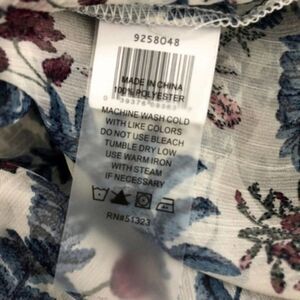 9258048
MADE IN CHINA
100% POLYESTER
MACHINE WASH COLD
WITH LIKE COLORS
DO NOT USE BLEACH
TUMBLE DRY LOW
USE WARM IRON
WITH STEAM
IF NECESSARY
RN#51323